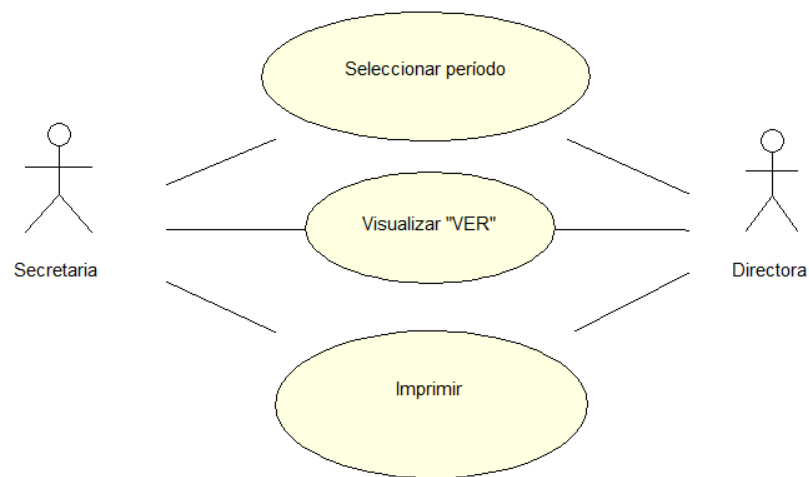 Seleccionar período
Visualizar "VER"
Secretaria
Directora
Imprimir